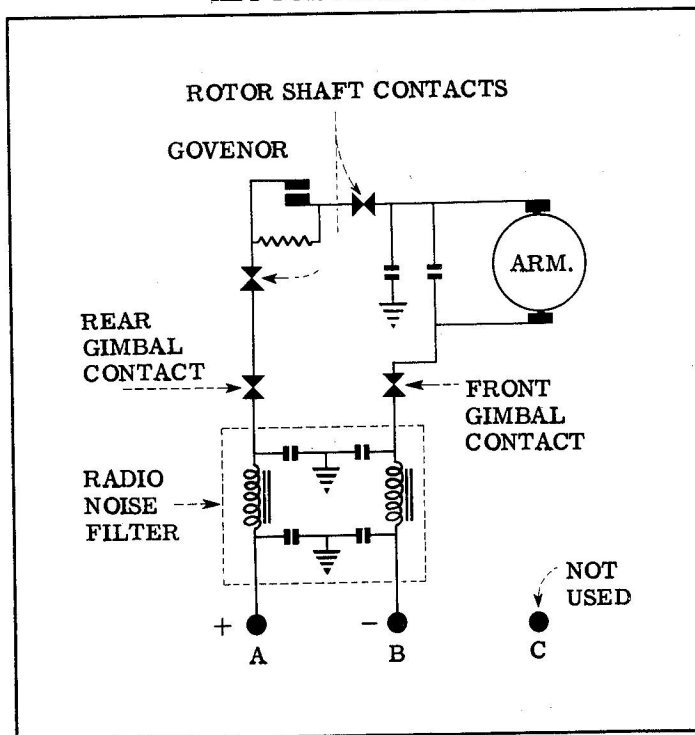 ROTOR SHAFT CONTACTS
GOVENOR
ARM.
REAR
GIMBAL
CONTACT
FRONT
GIMBAL
CONTACT
RADIO
NOISE
FILTER
NOT
USED
+
A
-
B
C